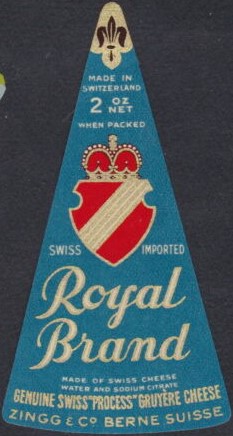 MADE IN
SWITZERLAND
2 OZ
NET
WHEN PACKED
SWISS IMPORTED
Royal
Brand
MADE OF SWISS CHEESE
WATER AND SODIUM CITRATE
GENUINE SWISS "PROCESS" GRUYÈRE CHEESE
ZINGG & Co BERNE SUISSE